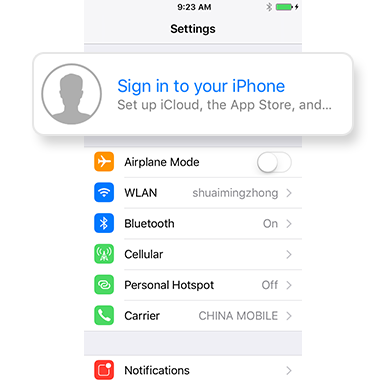 9:23 AM
Settings
Sign in to your iPhone
Set up iCloud, the App Store, and...
Airplane Mode
WLAN shuaimingzhong
Bluetooth On
Cellular
Personal Hotspot Off
Carrier CHINA MOBILE
Notifications